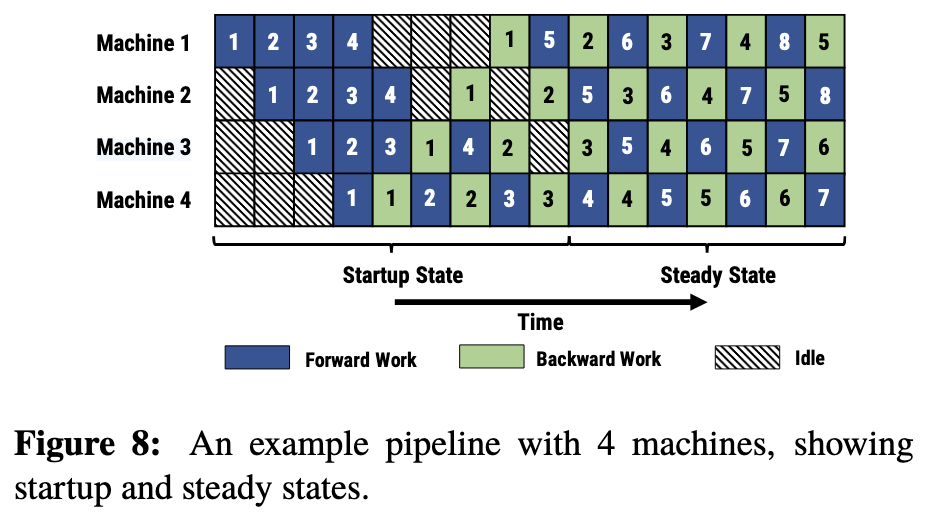 Machine 1 1 2 3 4 1 5 2 6 3 7 4 8 5
Machine 2 1 2 3 4 1 2 5 3 6 4 7 5 8
Machine 3 1 2 3 1 4 2 3 5 4 6 5 7 6
Machine 4 1 1 2 2 3 3 4 4 5 5 6 6 7
Startup State Steady State
Time
Forward Work Backward Work Idle
Figure 8: An example pipeline with 4 machines, showing
startup and steady states.